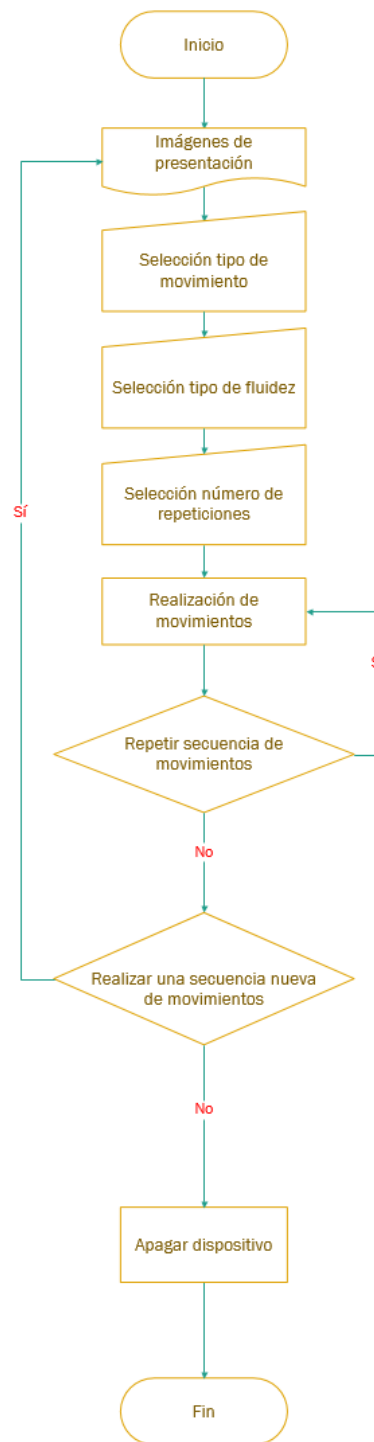 Inicio
Imágenes de
presentación
Selección tipo de
movimiento
Selección tipo de fluidez
Selección número de
repeticiones
Sí
Realización de
movimientos
Repetir secuencia de
movimientos
No
Realizar una secuencia nueva
de movimientos
No
Apagar dispositivo
Fin